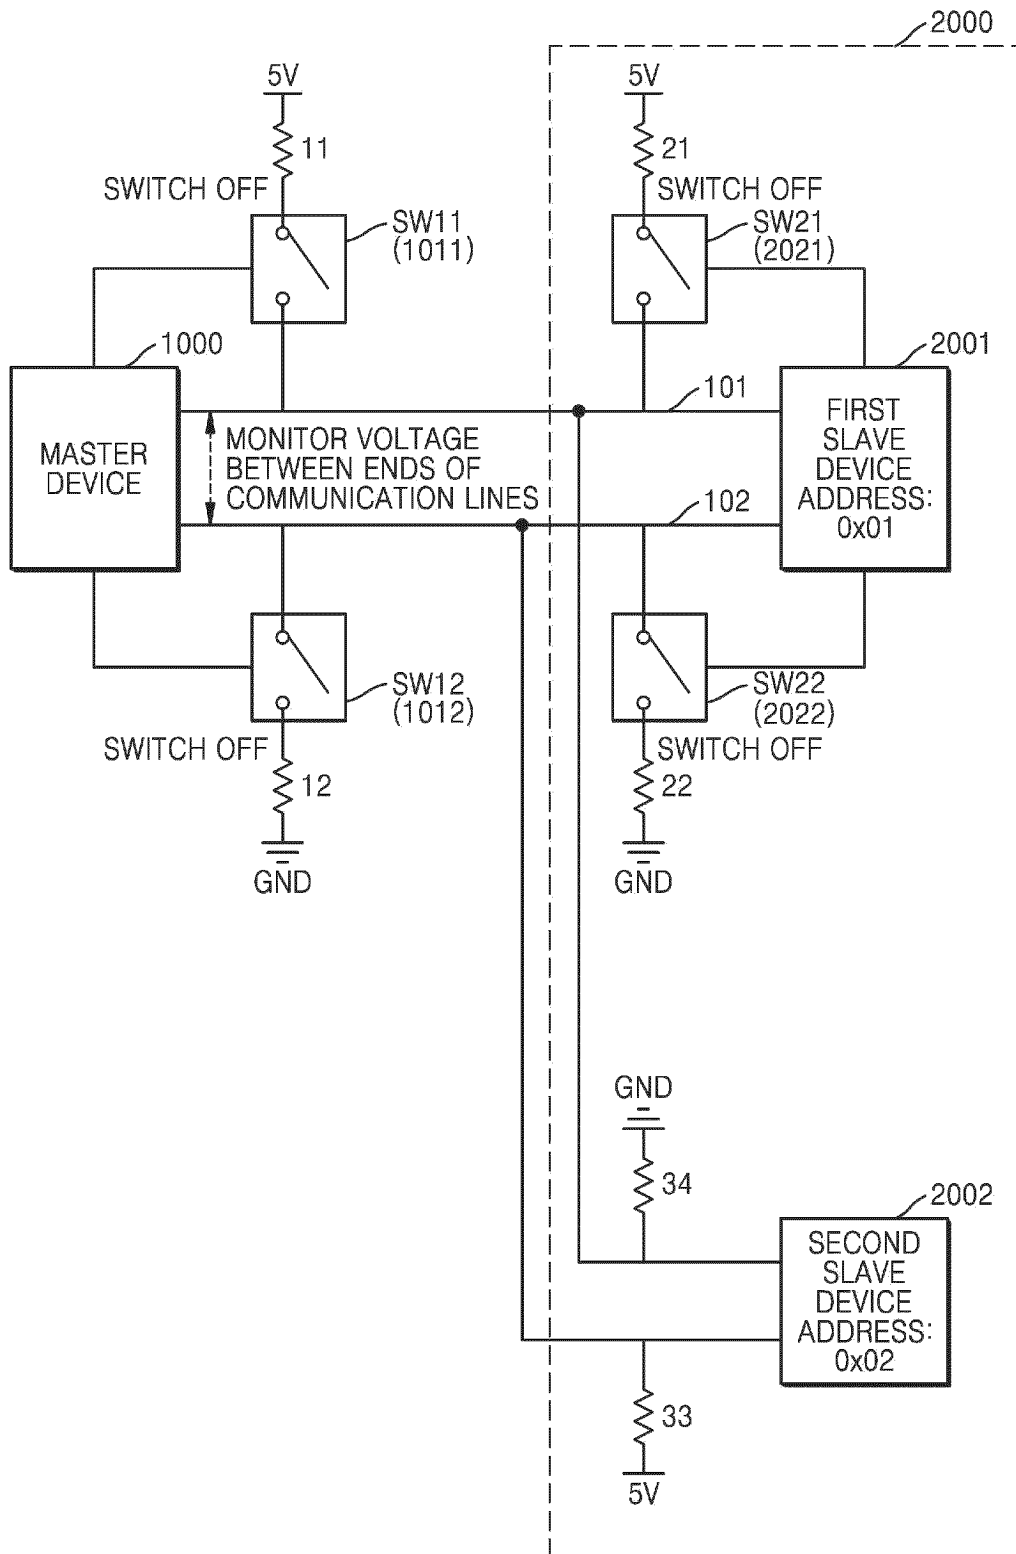 2000
5V
5V
11
21
SWITCH OFF
SWITCH OFF
SW11
(1011)
SW21
(2021)
1000
2001
101
MASTER
DEVICE
MONITOR VOLTAGE
BETWEEN ENDS OF
COMMUNICATION LINES
FIRST
SLAVE
DEVICE
ADDRESS:
0x01
102
SW12
(1012)
SW22
(2022)
SWITCH OFF
SWITCH OFF
12
22
GND
GND
GND
34
2002
SECOND
SLAVE
DEVICE
ADDRESS:
0x02
33
5V